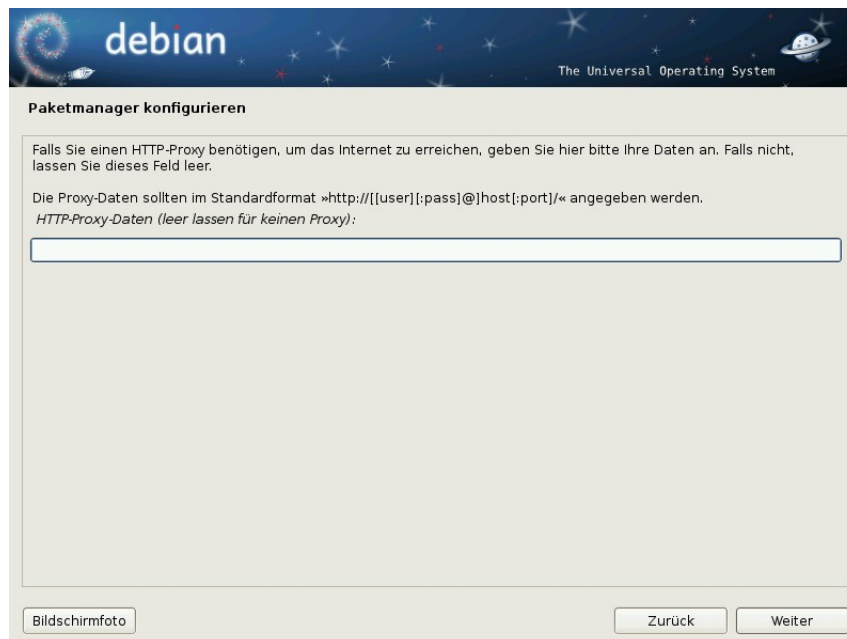 debian
The Universal Operating System
Paketmanager konfigurieren
Falls Sie einen HTTP-Proxy benötigen, um das Internet zu erreichen, geben Sie hier bitte Ihre Daten an. Falls nicht,
lassen Sie dieses Feld leer.
Die Proxy-Daten sollten im Standardformat »http://[[user][:pass]@]host[:port]/« angegeben werden.
HTTP-Proxy-Daten (leer lassen für keinen Proxy):
Bildschirmfoto
Zurück
Weiter